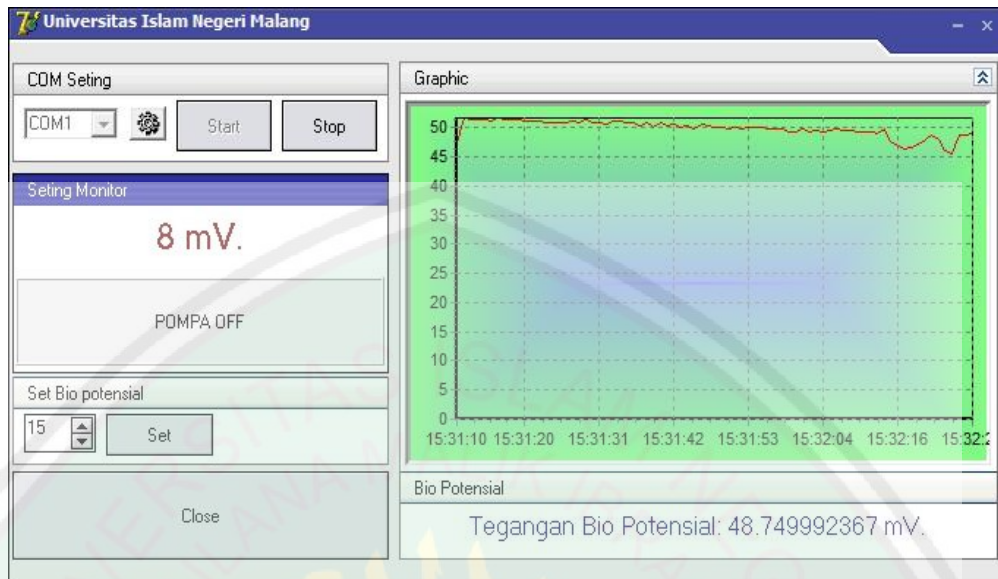 Universitas Islam Negeri Malang
COM Seting
COM1
Start
Stop
Seting Monitor
8 mV.
POMPA OFF
Set Bio potensial
15
Set
Close
Graphic
50
45
40
35
30
25
20
15
10
5
0
15:31:10 15:31:20 15:31:31 15:31:42 15:31:53 15:32:04 15:32:16 15:32:2
Bio Potensial
Tegangan Bio Potensial: 48.749992367 mV.